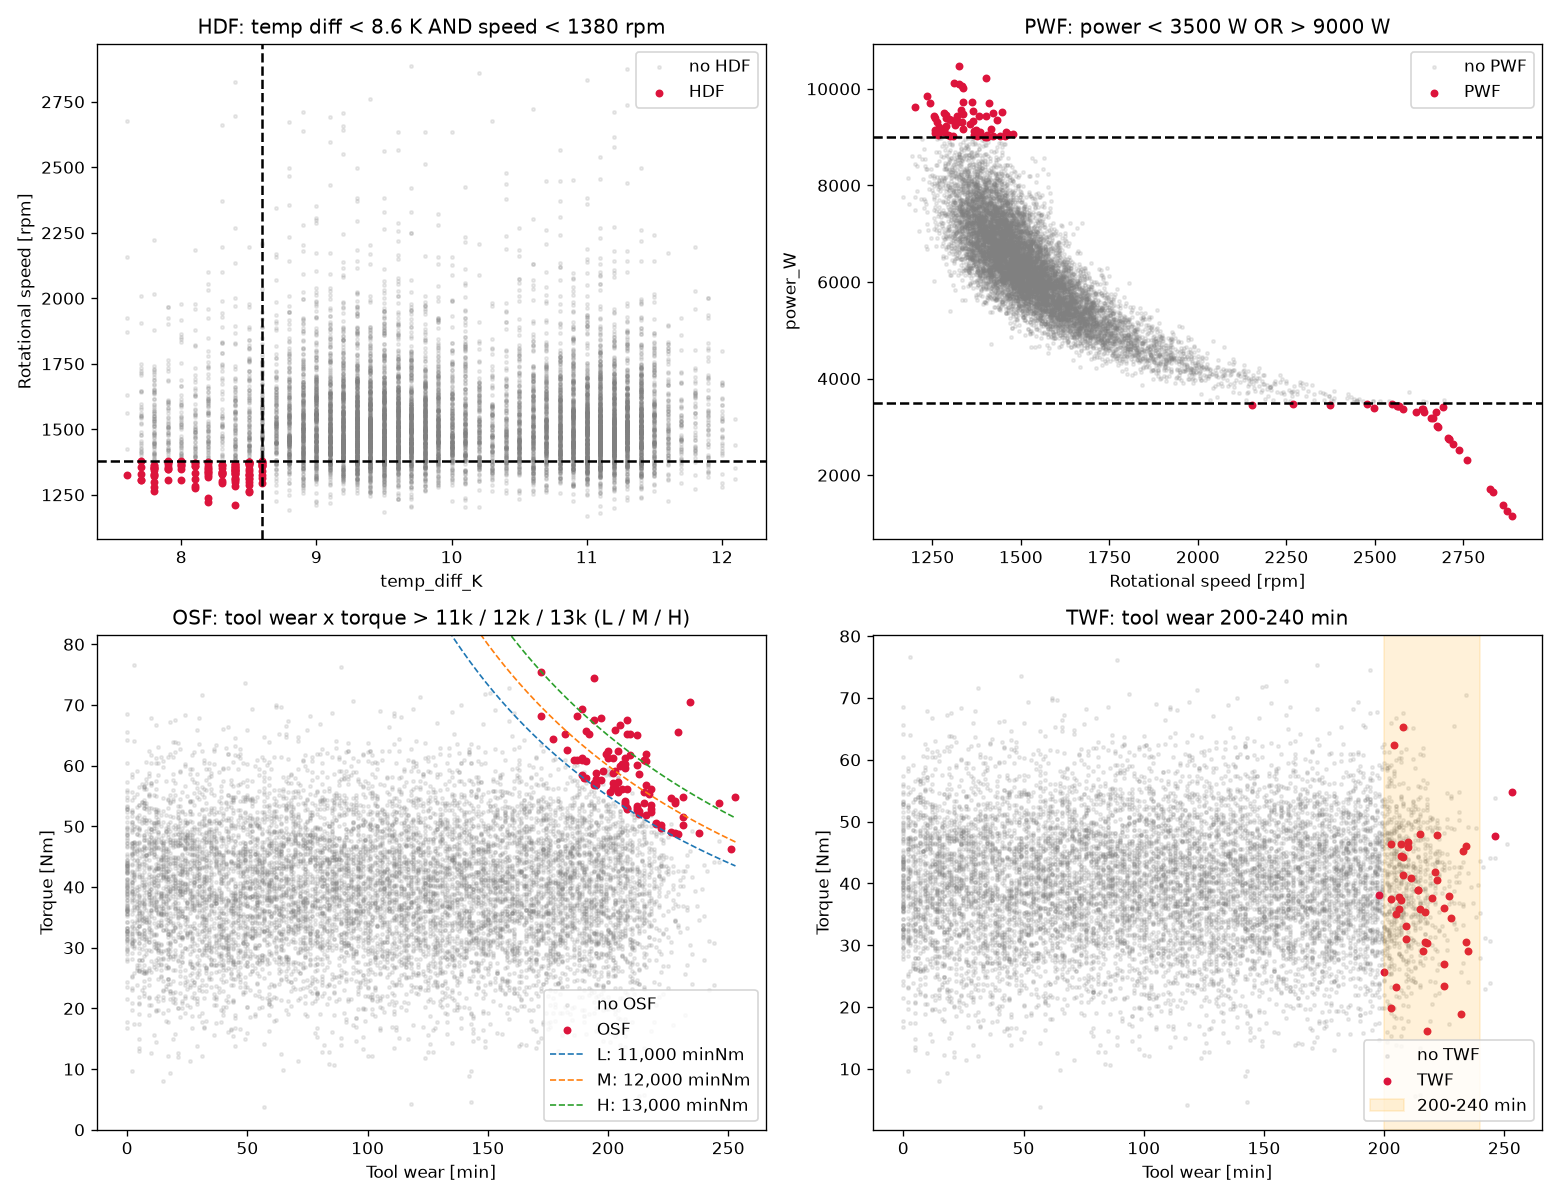 HDF: temp diff < 8.6 K AND speed < 1380 rpm
no HDF
HDF
Rotational speed [rpm]
2750
2500
2250
2000
1750
1500
1250
8 9 10 11 12
temp_diff_K
PWF: power < 3500 W OR > 9000 W
no PWF
PWF
power_W
10000
8000
6000
4000
2000
1250 1500 1750 2000 2250 2500 2750
Rotational speed [rpm]
OSF: tool wear x torque > 11k / 12k / 13k (L / M / H)
Torque [Nm]
80
70
60
50
40
30
20
10
0
no OSF
OSF
L: 11,000 minNm
M: 12,000 minNm
H: 13,000 minNm
0 50 100 150 200 250
Tool wear [min]
TWF: tool wear 200-240 min
Torque [Nm]
80
70
60
50
40
30
20
10
no TWF
TWF
200-240 min
0 50 100 150 200 250
Tool wear [min]